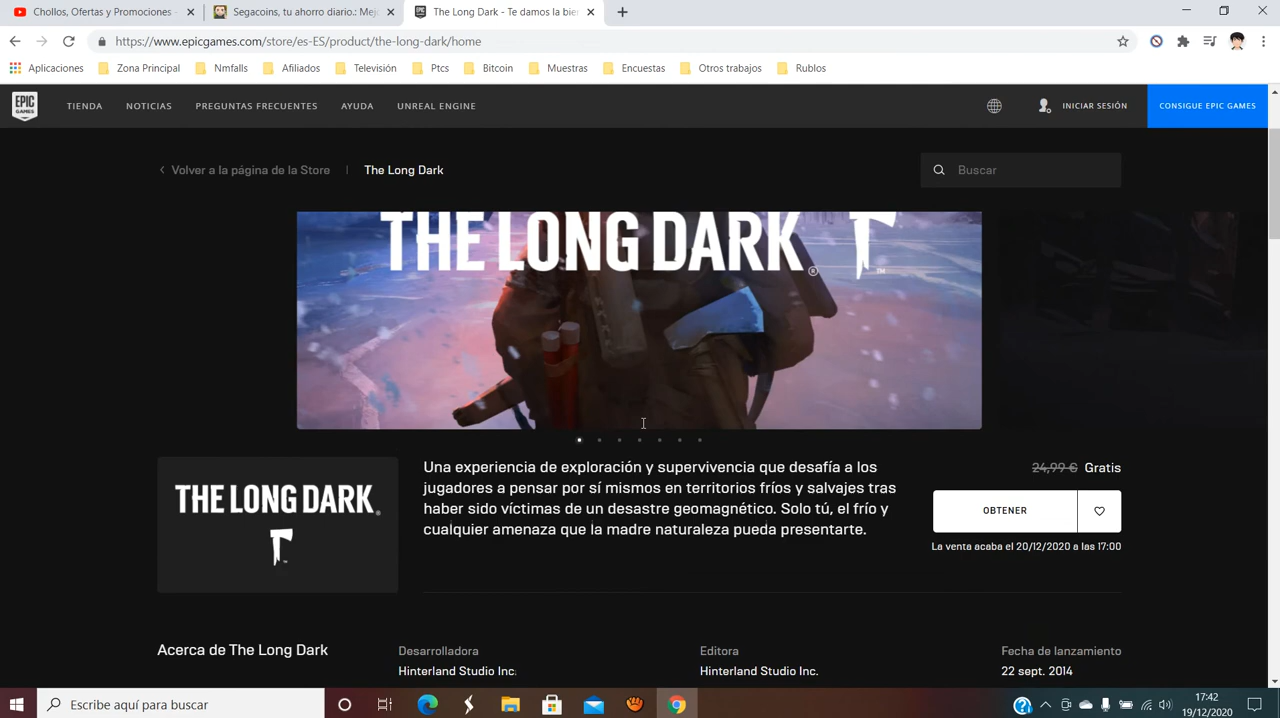 Chollos, Ofertas y Promociones -
Segacoins, tu ahorro diario.: Mej
The Long Dark - Te damos la bie
https://www.epicgames.com/store/es-ES/product/the-long-dark/home
Aplicaciones Zona Principal Nmfalls Afiliados Televisión Ptcs Bitcoin Muestras Encuestas Otros trabajos Rublos
EPIC GAMES
TIENDA NOTICIAS PREGUNTAS FRECUENTES AYUDA UNREAL ENGINE INICIAR SESIÓN CONSIGUE EPIC GAMES
Volver a la página de la Store | The Long Dark Buscar
THE LONG DARK ® ™
Una experiencia de exploración y supervivencia que desafía a los
jugadores a pensar por sí mismos en territorios fríos y salvajes tras
haber sido víctimas de un desastre geomagnético. Solo tú, el frío y
cualquier amenaza que la madre naturaleza pueda presentarte.
24,99 € Gratis
OBTENER
La venta acaba el 20/12/2020 a las 17:00
THE LONG DARK
Acerca de The Long Dark
Desarrolladora
Hinterland Studio Inc.
Editora
Hinterland Studio Inc.
Fecha de lanzamiento
22 sept. 2014
Escribe aquí para buscar
17:42
19/12/2020